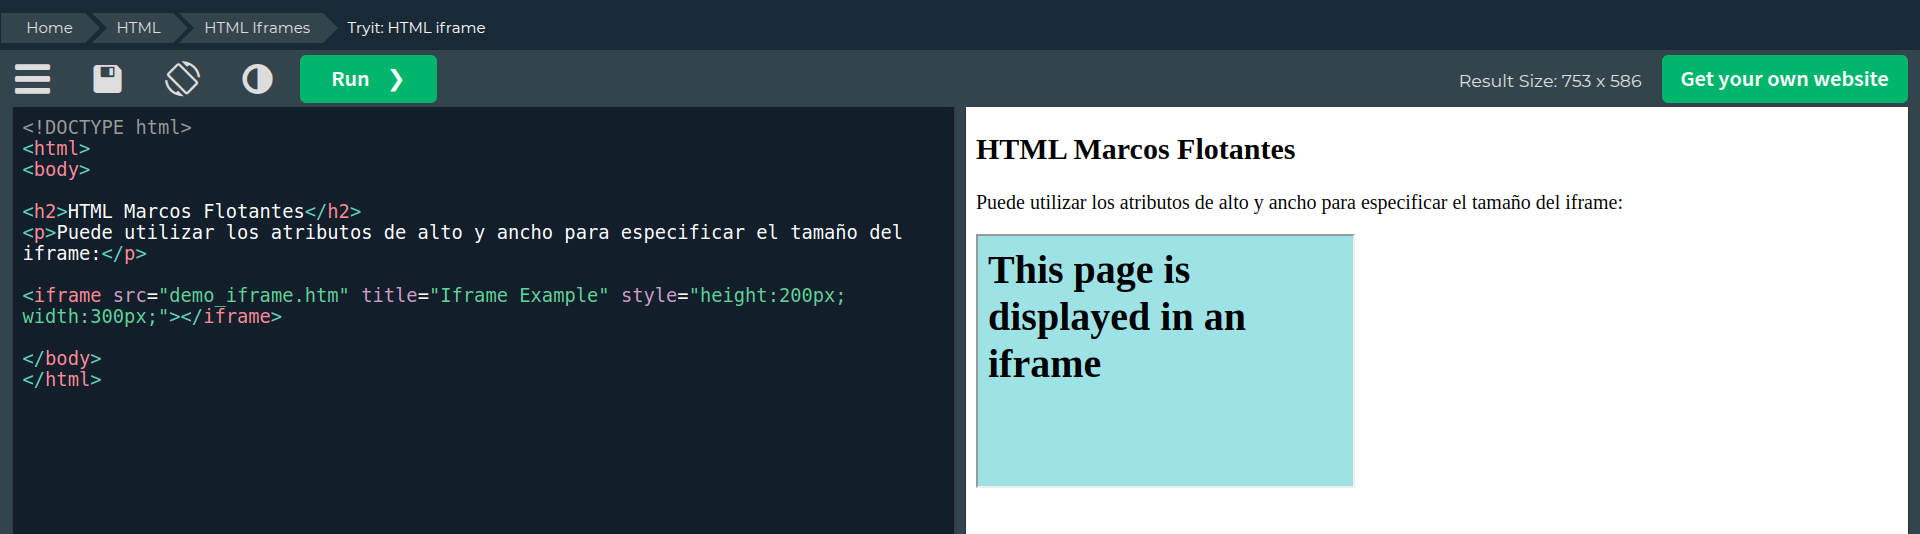 Home HTML HTML Iframes Tryit: HTML iframe
Run ❯ Result Size: 753 x 586 Get your own website
<!DOCTYPE html>
<html>
<body>
<h2>HTML Marcos Flotantes</h2>
<p>Puede utilizar los atributos de alto y ancho para especificar el tamaño del
iframe:</p>
<iframe src="demo_iframe.htm" title="Iframe Example" style="height:200px;
width:300px;"></iframe>
</body>
</html>
HTML Marcos Flotantes
Puede utilizar los atributos de alto y ancho para especificar el tamaño del iframe:
This page is
displayed in an
iframe